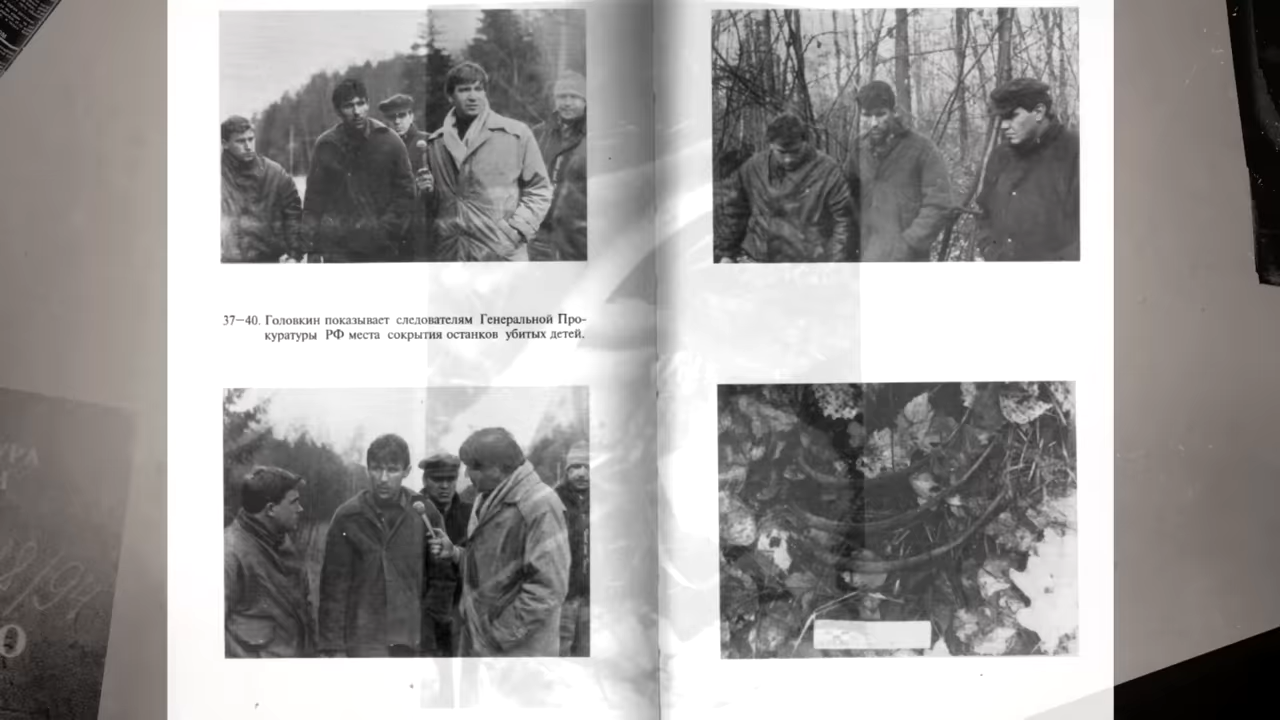 37—40. Головкин показывает следователям Генеральной Про-
куратуры РФ места сокрытия останков убитых детей.